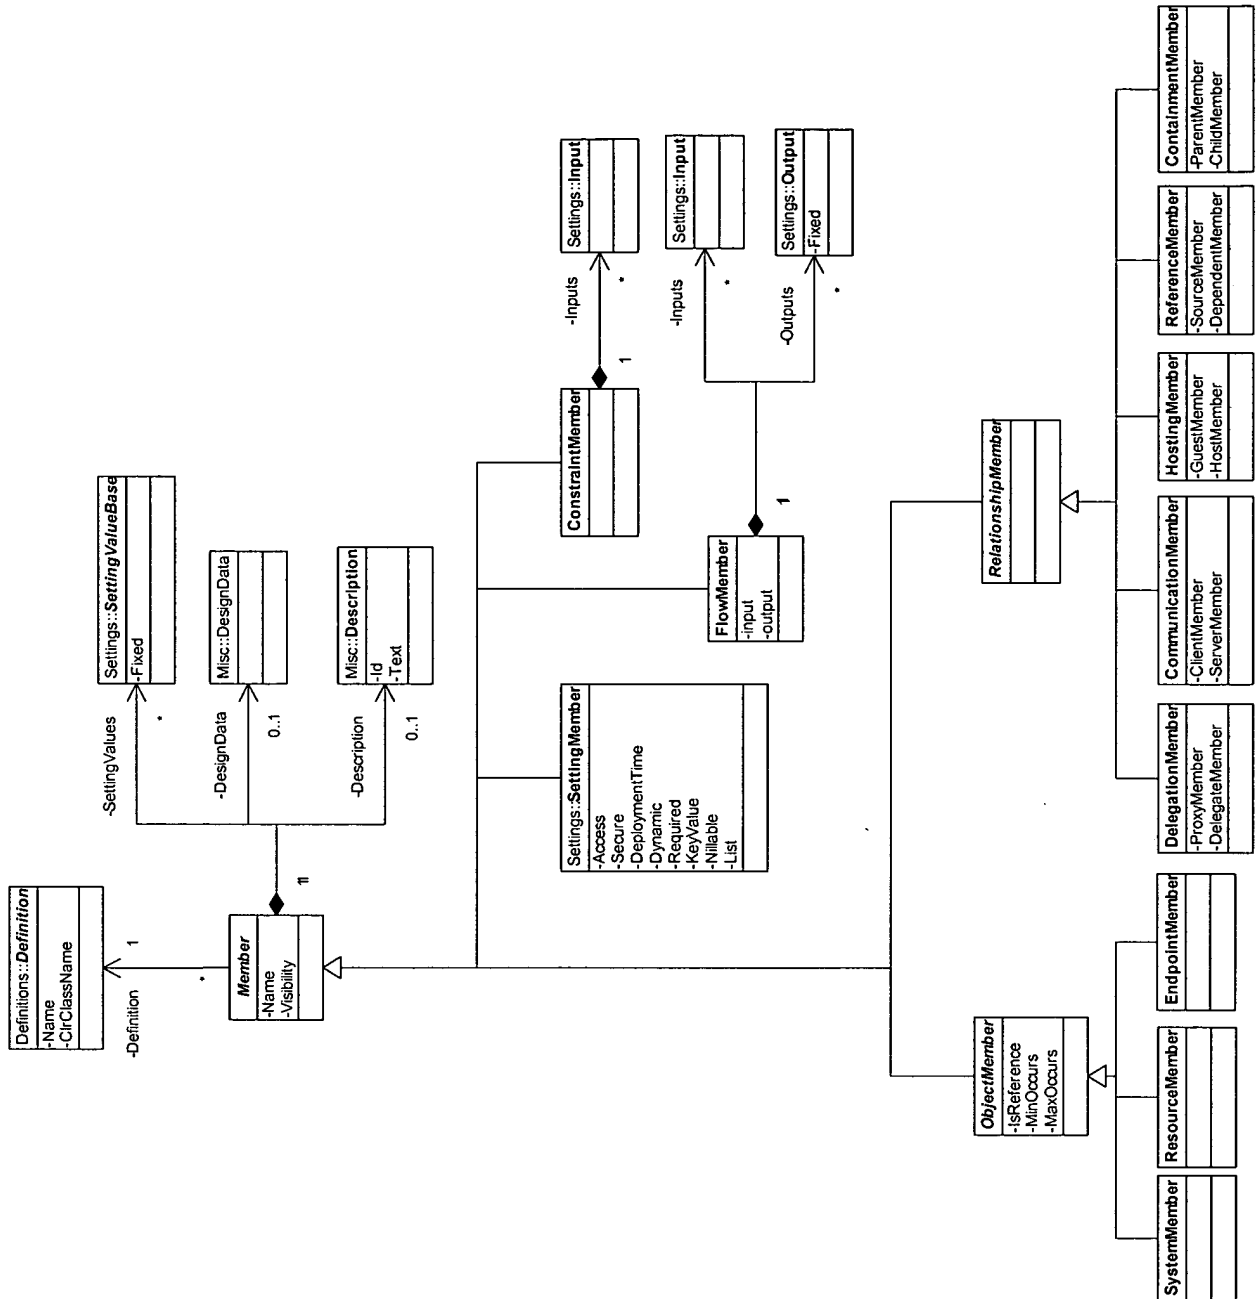 Definitions::Definition
-Name
-ClrClassName
-Definition
1
*
Member
-Name
-Visibility
11
-SettingValues
*
Settings::SettingValueBase
-Fixed
-DesignData
0..1
Misc::DesignData
-Description
0..1
Misc::Description
-Id
-Text
Settings::SettingMember
-Access
-Secure
-DeploymentTime
-Dynamic
-Required
-KeyValue
-Nillable
-List
ConstraintMember
1
-Inputs
*
Settings::Input
FlowMember
-input
-output
11
-Inputs
*
Settings::Input
-Outputs
*
Settings::Output
-Fixed
ObjectMember
-IsReference
-MinOccurs
-MaxOccurs
RelationshipMember
SystemMember
ResourceMember
EndpointMember
DelegationMember
-ProxyMember
-DelegateMember
CommunicationMember
-ClientMember
-ServerMember
HostingMember
-GuestMember
-HostMember
ReferenceMember
-SourceMember
-DependentMember
ContainmentMember
-ParentMember
-ChildMember